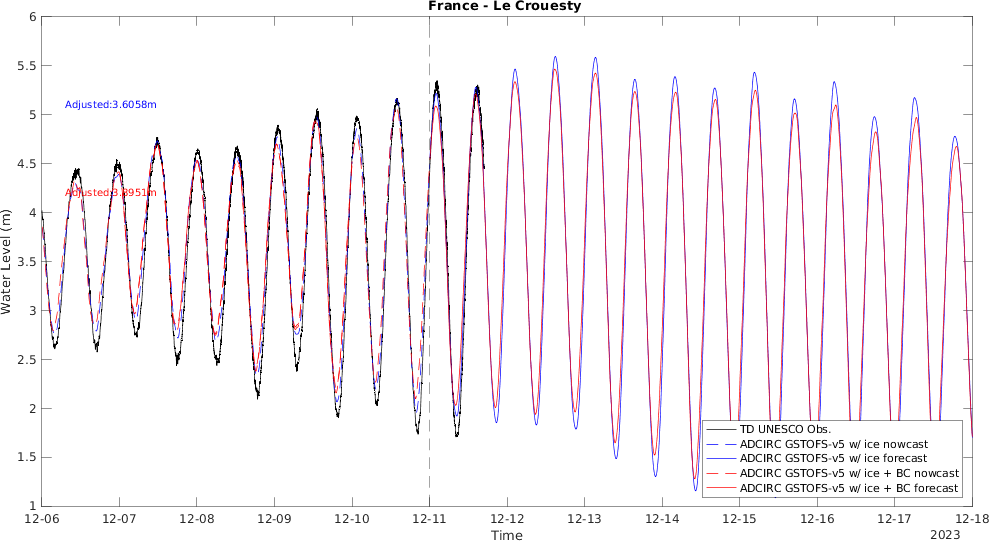 France - Le Crouesty
6
5.5
5
4.5
4
3.5
3
2.5
2
1.5
1
Water Level (m)
Adjusted:3.6058m
TD UNESCO Obs.
ADCIRC GSTOFS-v5 w/ ice nowcast
ADCIRC GSTOFS-v5 w/ ice forecast
ADCIRC GSTOFS-v5 w/ ice + BC nowcast
ADCIRC GSTOFS-v5 w/ ice + BC forecast
12-06 12-07 12-08 12-09 12-10 12-11 12-12 12-13 12-14 12-15 12-16 12-17 12-18
Time
2023